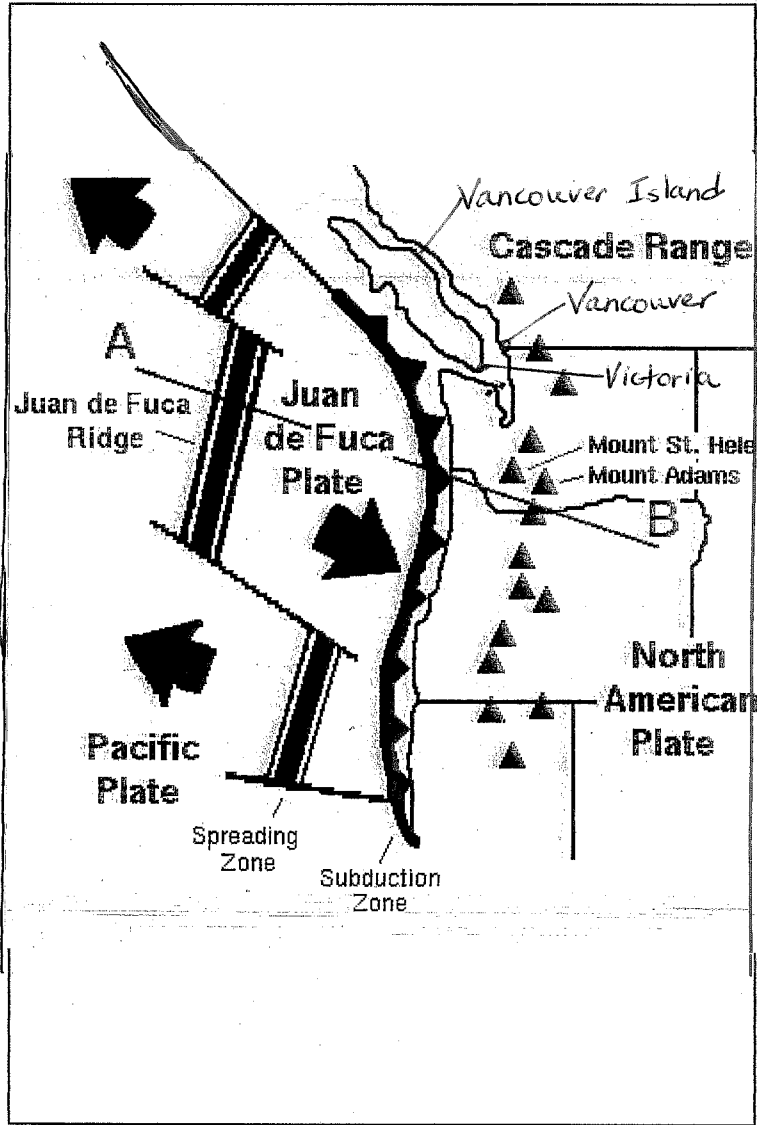 Vancouver Island
Cascade Range
Vancouver
A
Victoria
Juan de Fuca
Ridge
Juan
de Fuca
Plate
Mount St. Hele
Mount Adams
B
North
American
Plate
Pacific
Plate
Spreading
Zone
Subduction
Zone